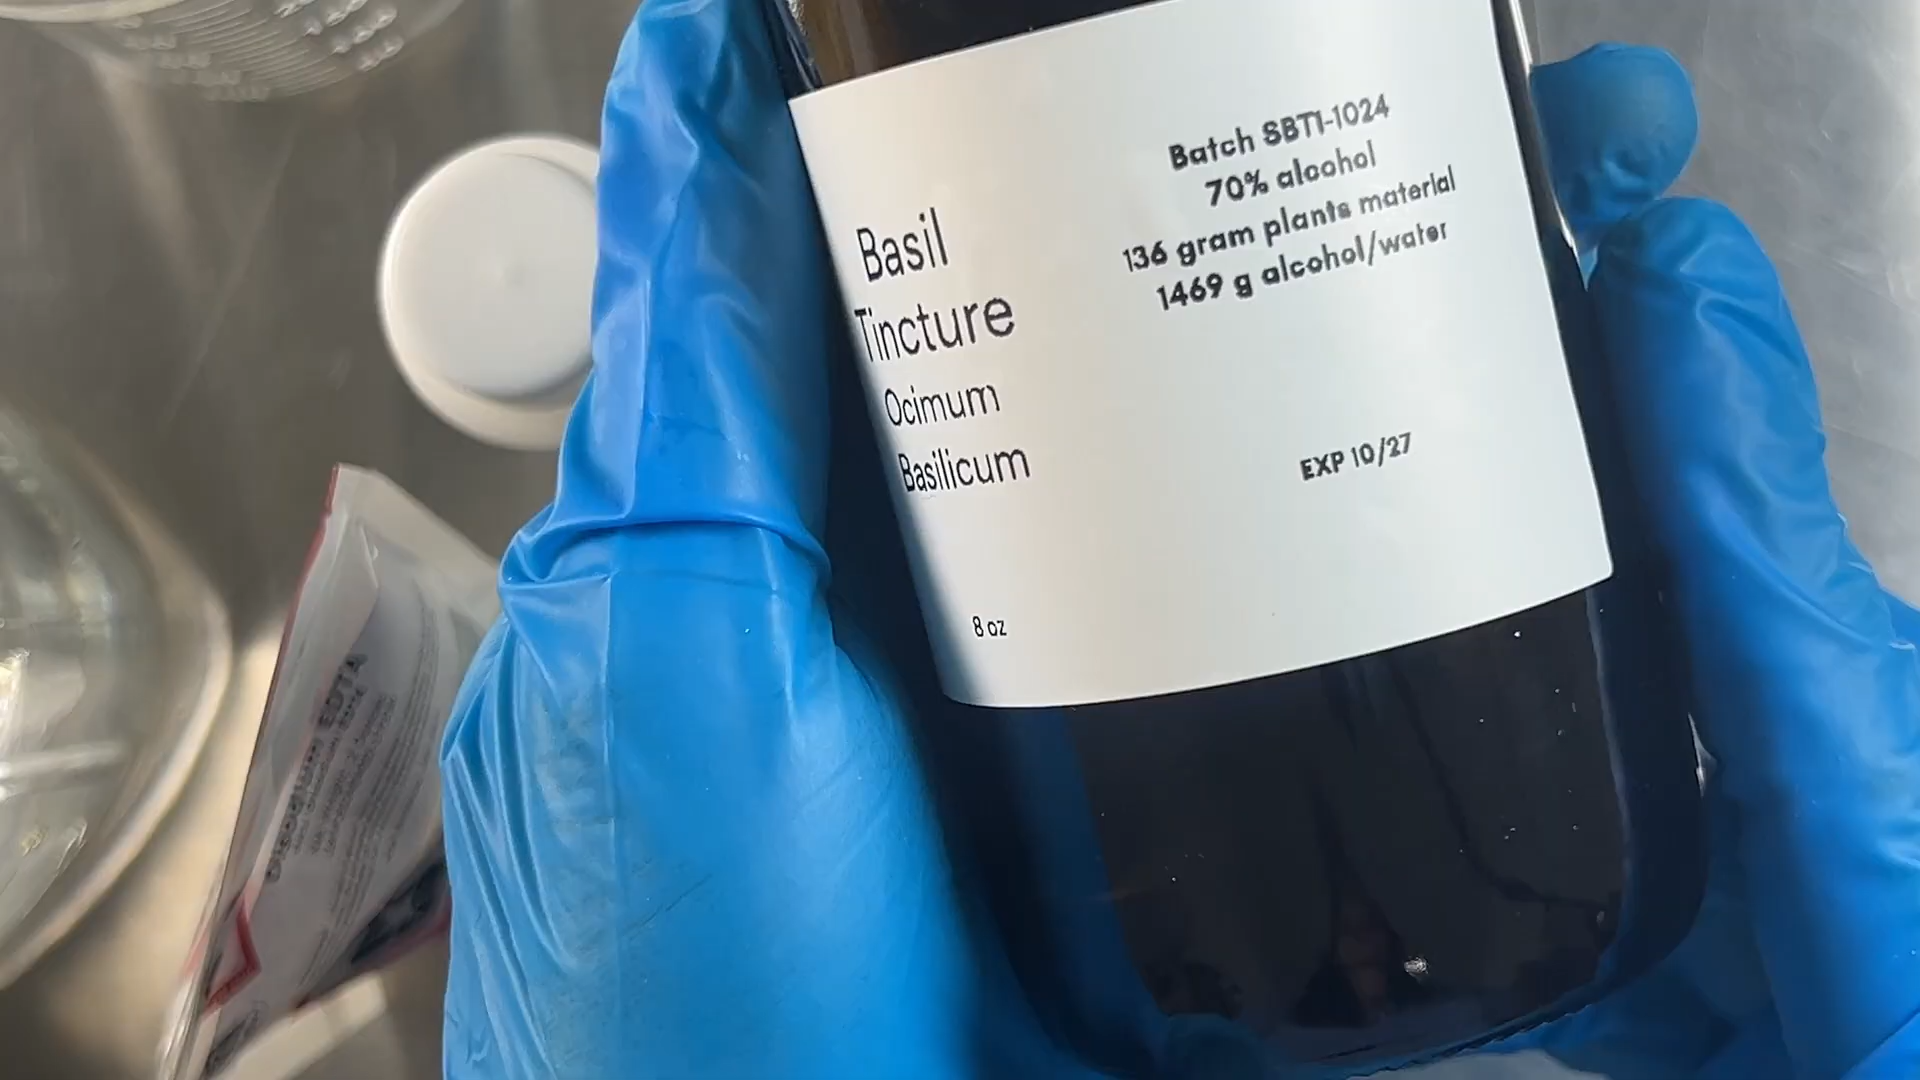 Basil
Tincture
Ocimum
Basilicum
8 oz
Batch SBTI-1024
70% alcohol
136 gram plants material
1469 g alcohol/water
EXP 10/27
EDTA